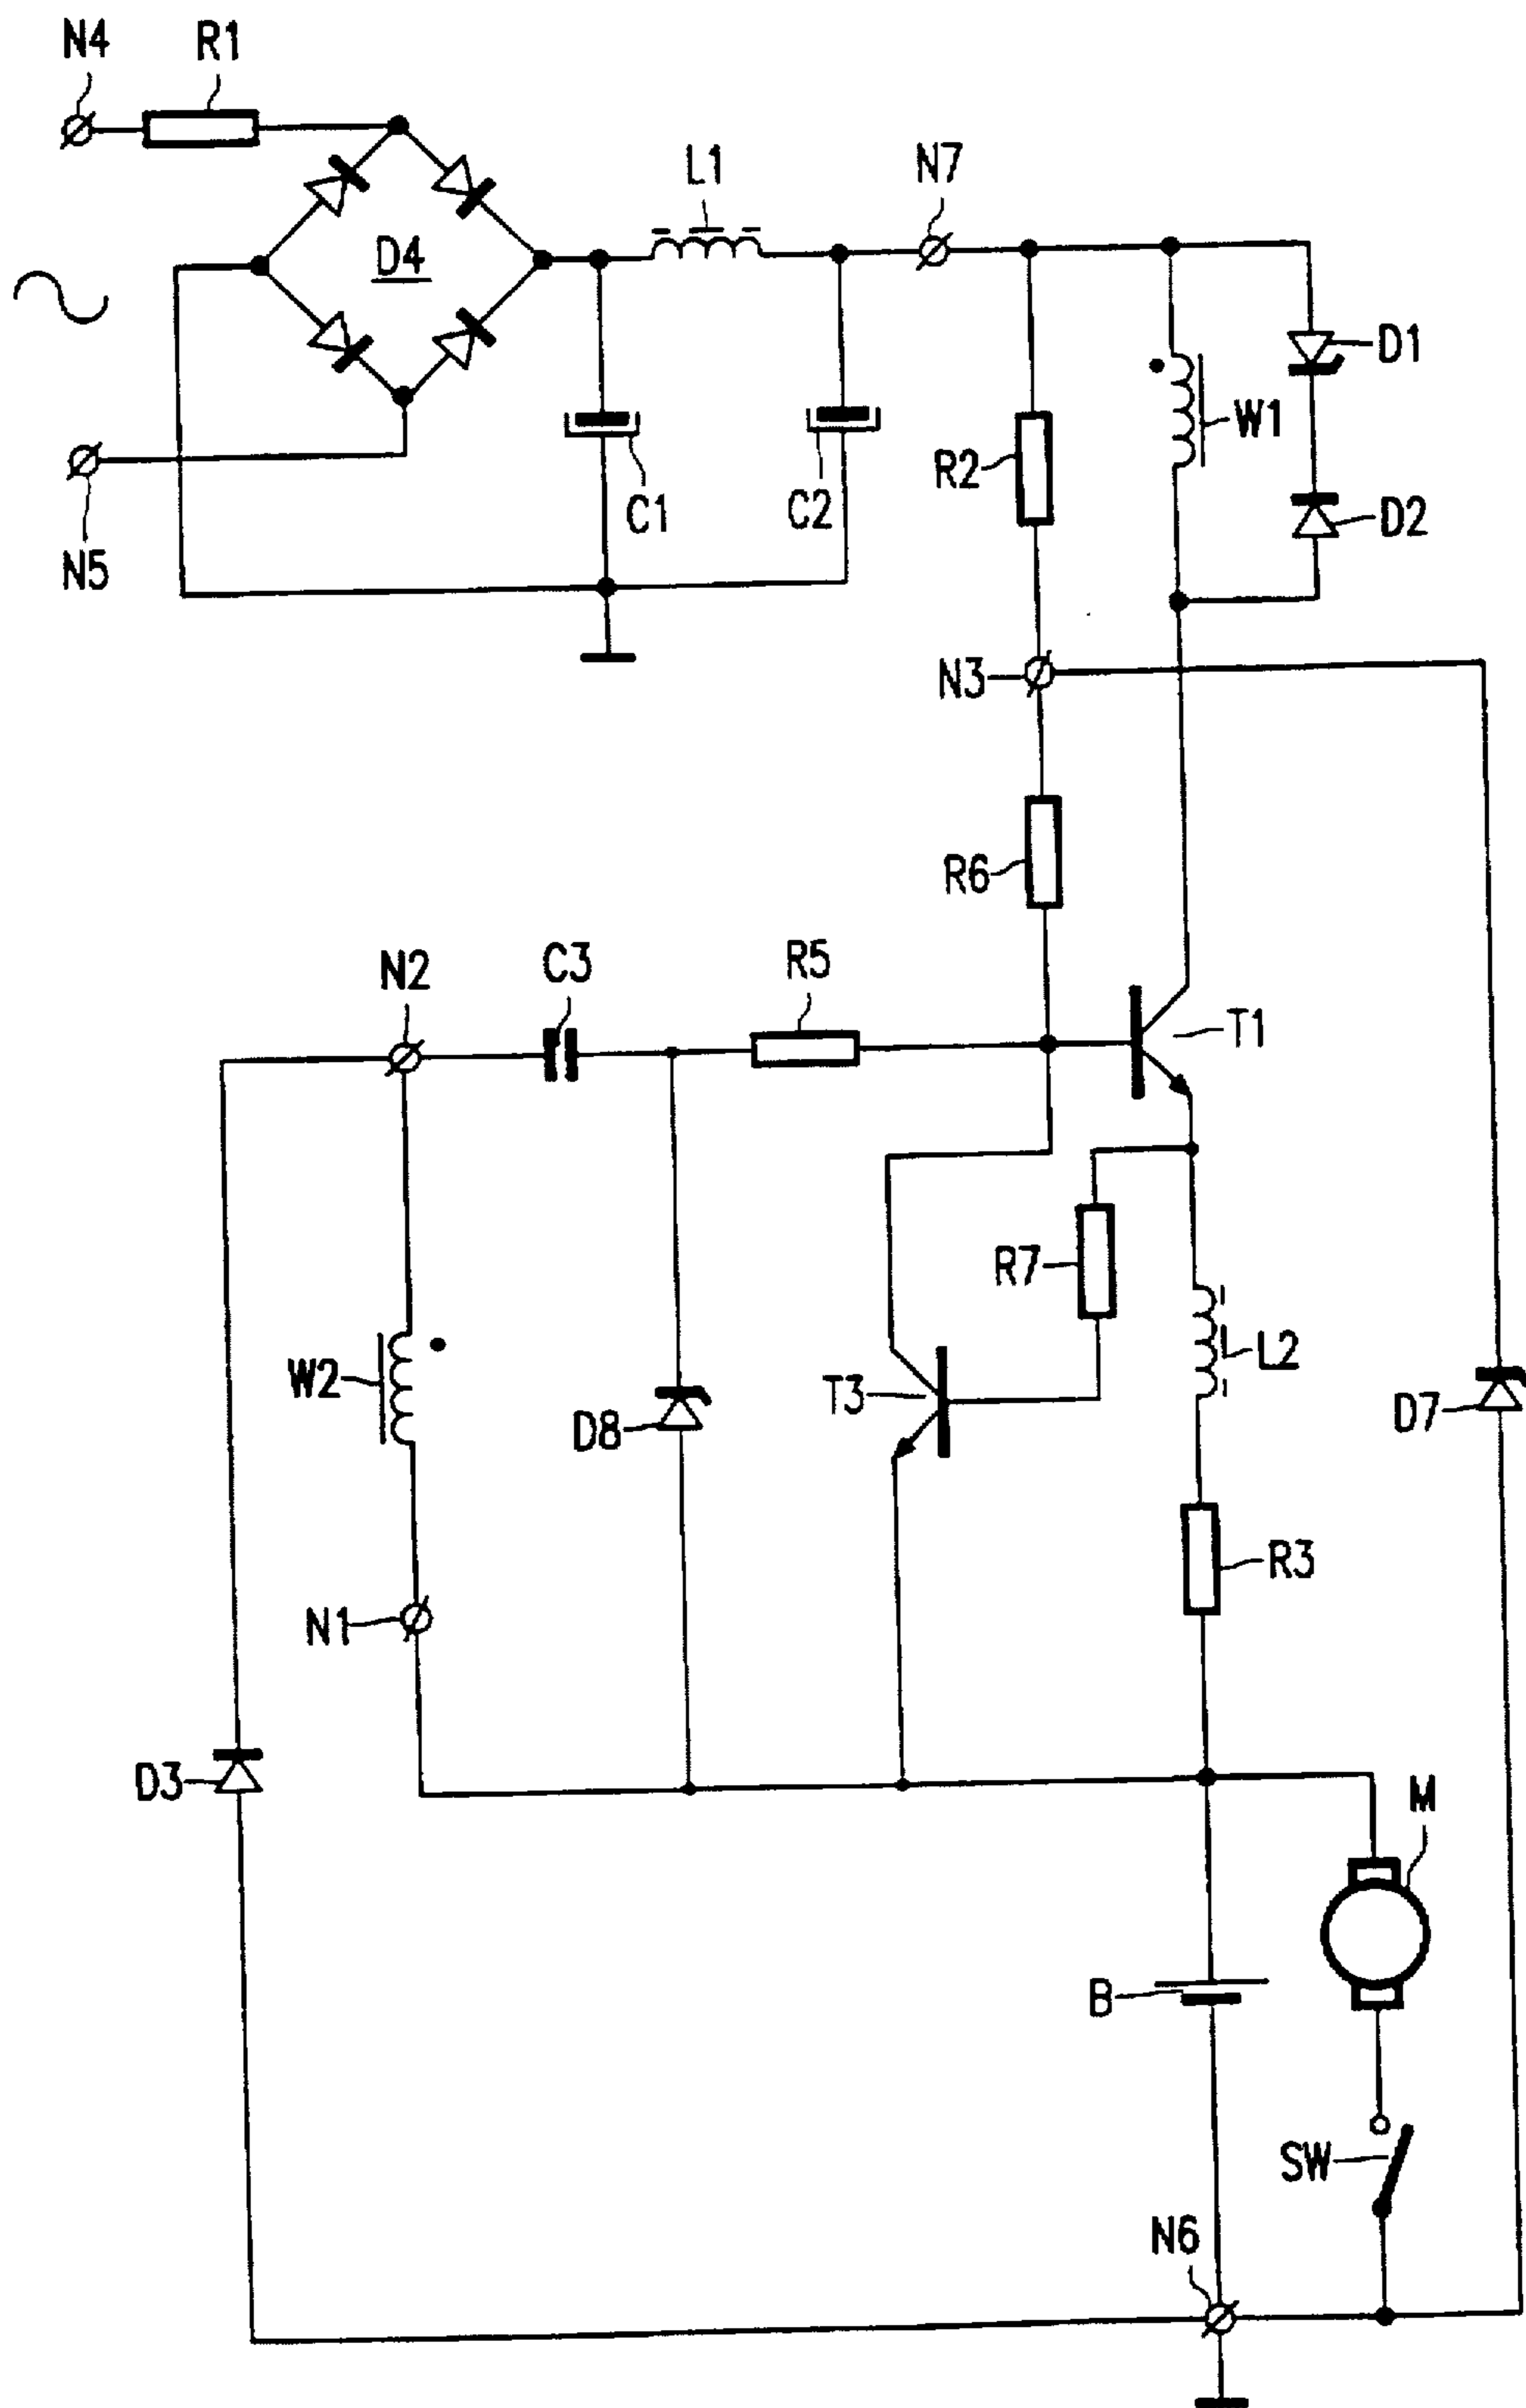 N4 R1
L1 N7
D4
D1
W1
R2
C1 C2
D2
N5
N3
R6
N2 C3 R5
T1
R7
L2
W2 T3
D8 D7
R3
N1
D3
M
B
SW
N6